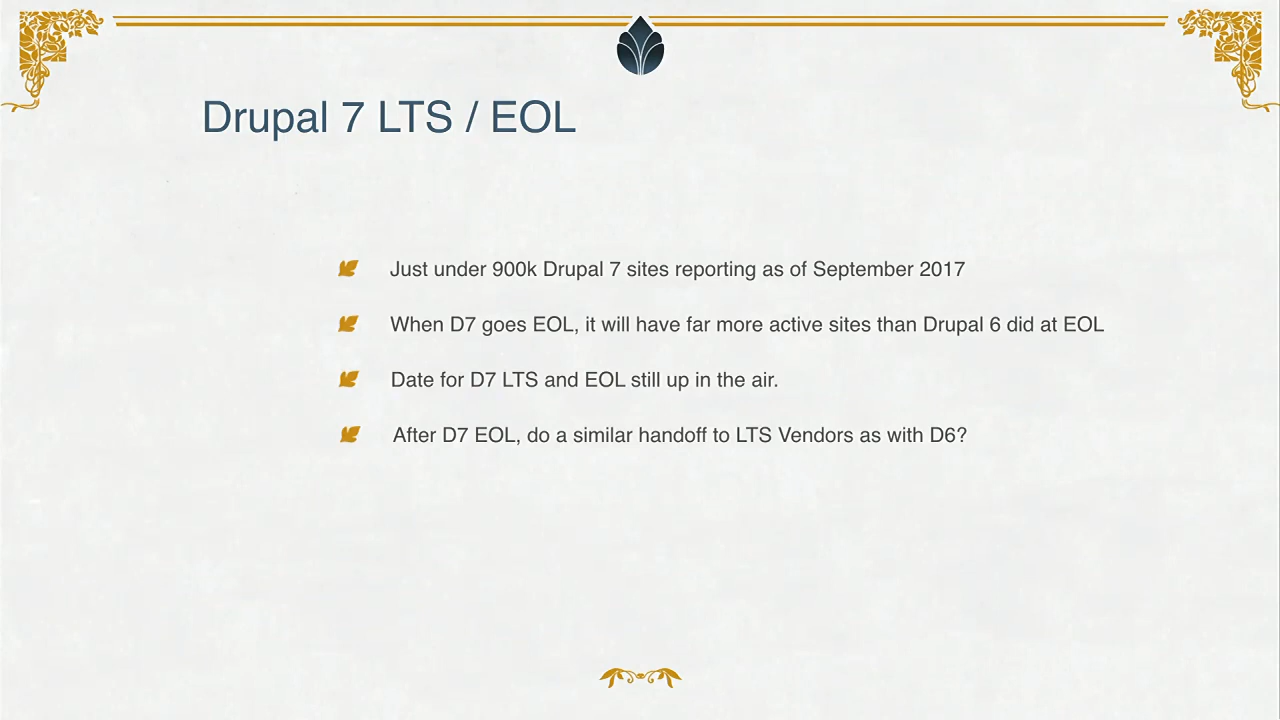 Drupal 7 LTS / EOL
Just under 900k Drupal 7 sites reporting as of September 2017
When D7 goes EOL, it will have far more active sites than Drupal 6 did at EOL
Date for D7 LTS and EOL still up in the air.
After D7 EOL, do a similar handoff to LTS Vendors as with D6?